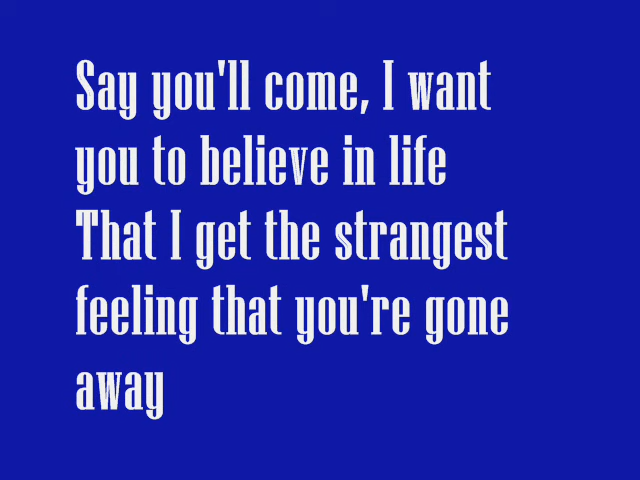 Say you'll come, I want
you to believe in life
That I get the strangest
feeling that you're gone
away